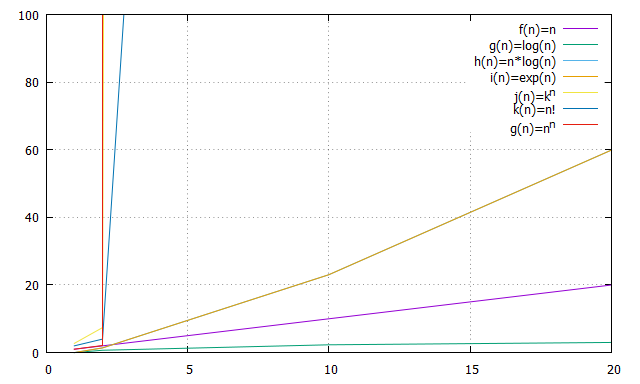 100
80
60
40
20
0
0
5
10
15
20
f(n)=n
g(n)=log(n)
h(n)=n*log(n)
i(n)=exp(n)
j(n)=kⁿ
k(n)=n!
g(n)=nⁿ